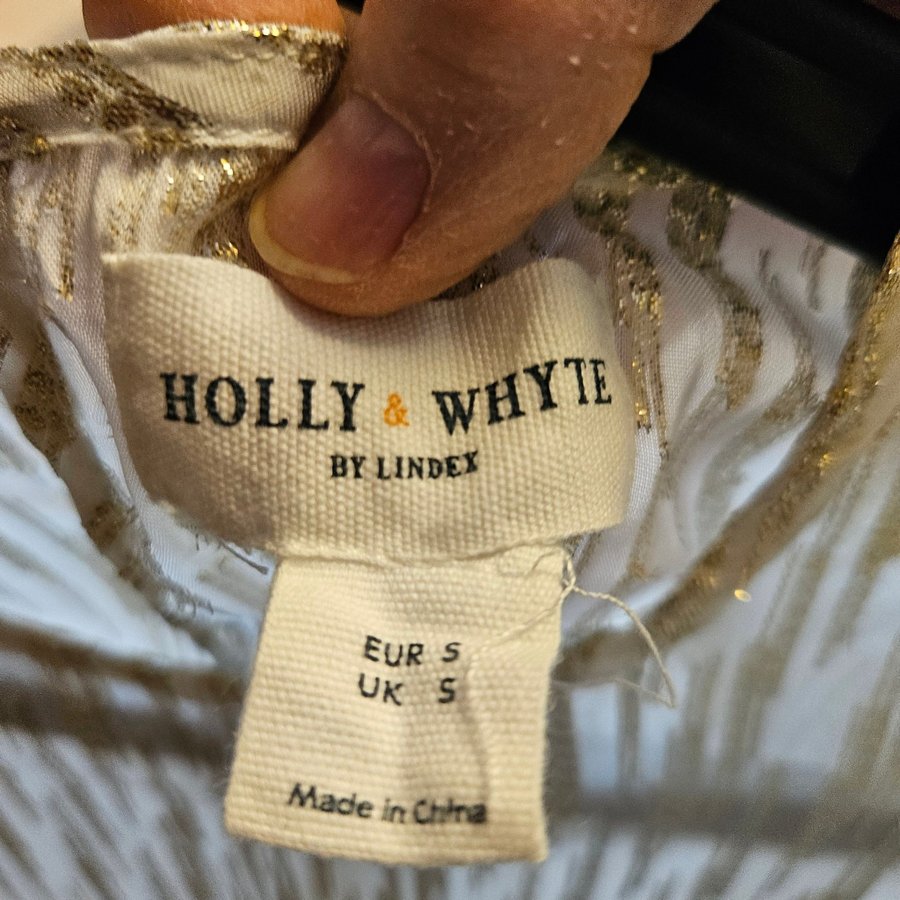 HOLLY & WHYTE
BY LINDEX
EUR S
UK S
Made in China